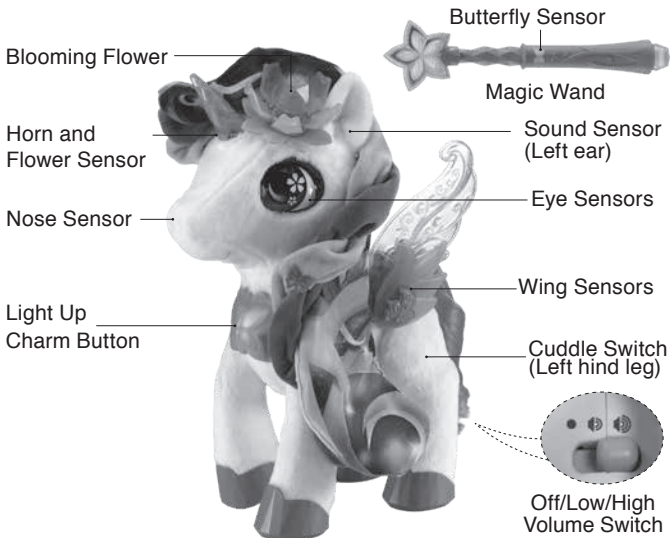 Butterfly Sensor
Blooming Flower
Magic Wand
Horn and
Flower Sensor
Sound Sensor
(Left ear)
Eye Sensors
Nose Sensor
Wing Sensors
Light Up
Charm Button
Cuddle Switch
(Left hind leg)
Off/Low/High
Volume Switch